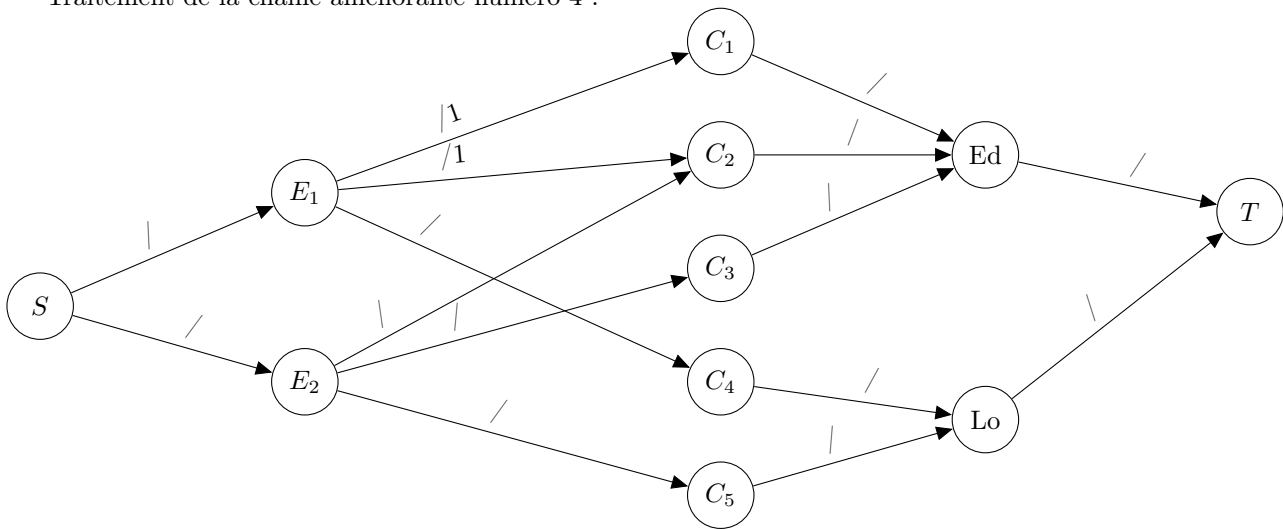 Traitement de la chaîne améliorante numéro 4 :
C₁
/1
/1
C₂
Ed
E₁
/
/
/
/
/
T
C₃
S
/
/
/
/
/
E₂
C₄
/
Lo
/
/
C₅